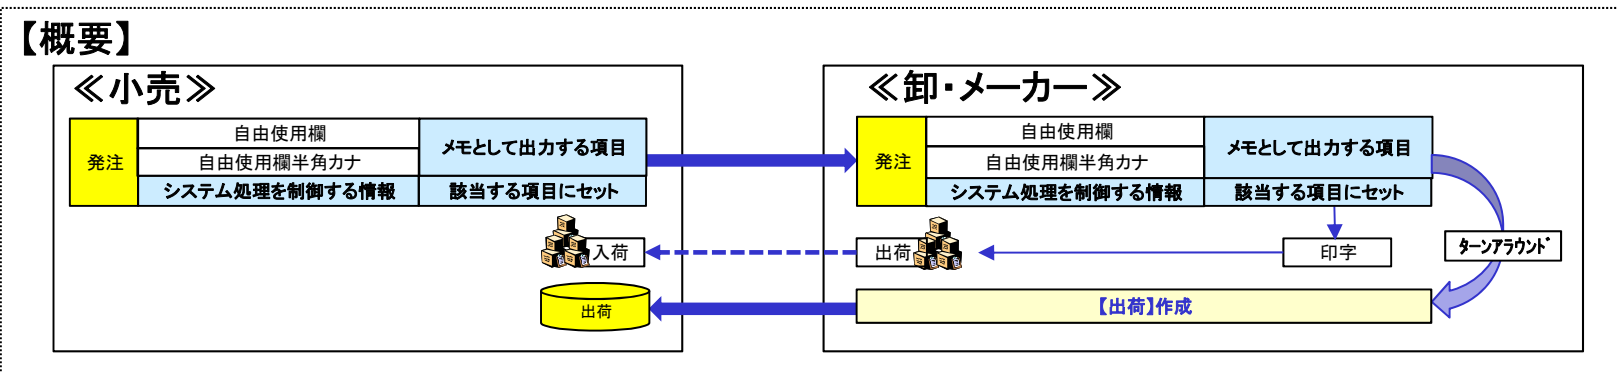 【概要】
≪小売≫
発注
自由使用欄
自由使用欄半角カナ
メモとして出力する項目
システム処理を制御する情報
該当する項目にセット
入荷
出荷
≪卸・メーカー≫
発注
自由使用欄
自由使用欄半角カナ
メモとして出力する項目
システム処理を制御する情報
該当する項目にセット
出荷
印字
ﾀｰﾝｱﾗｳﾝﾄﾞ
【出荷】作成